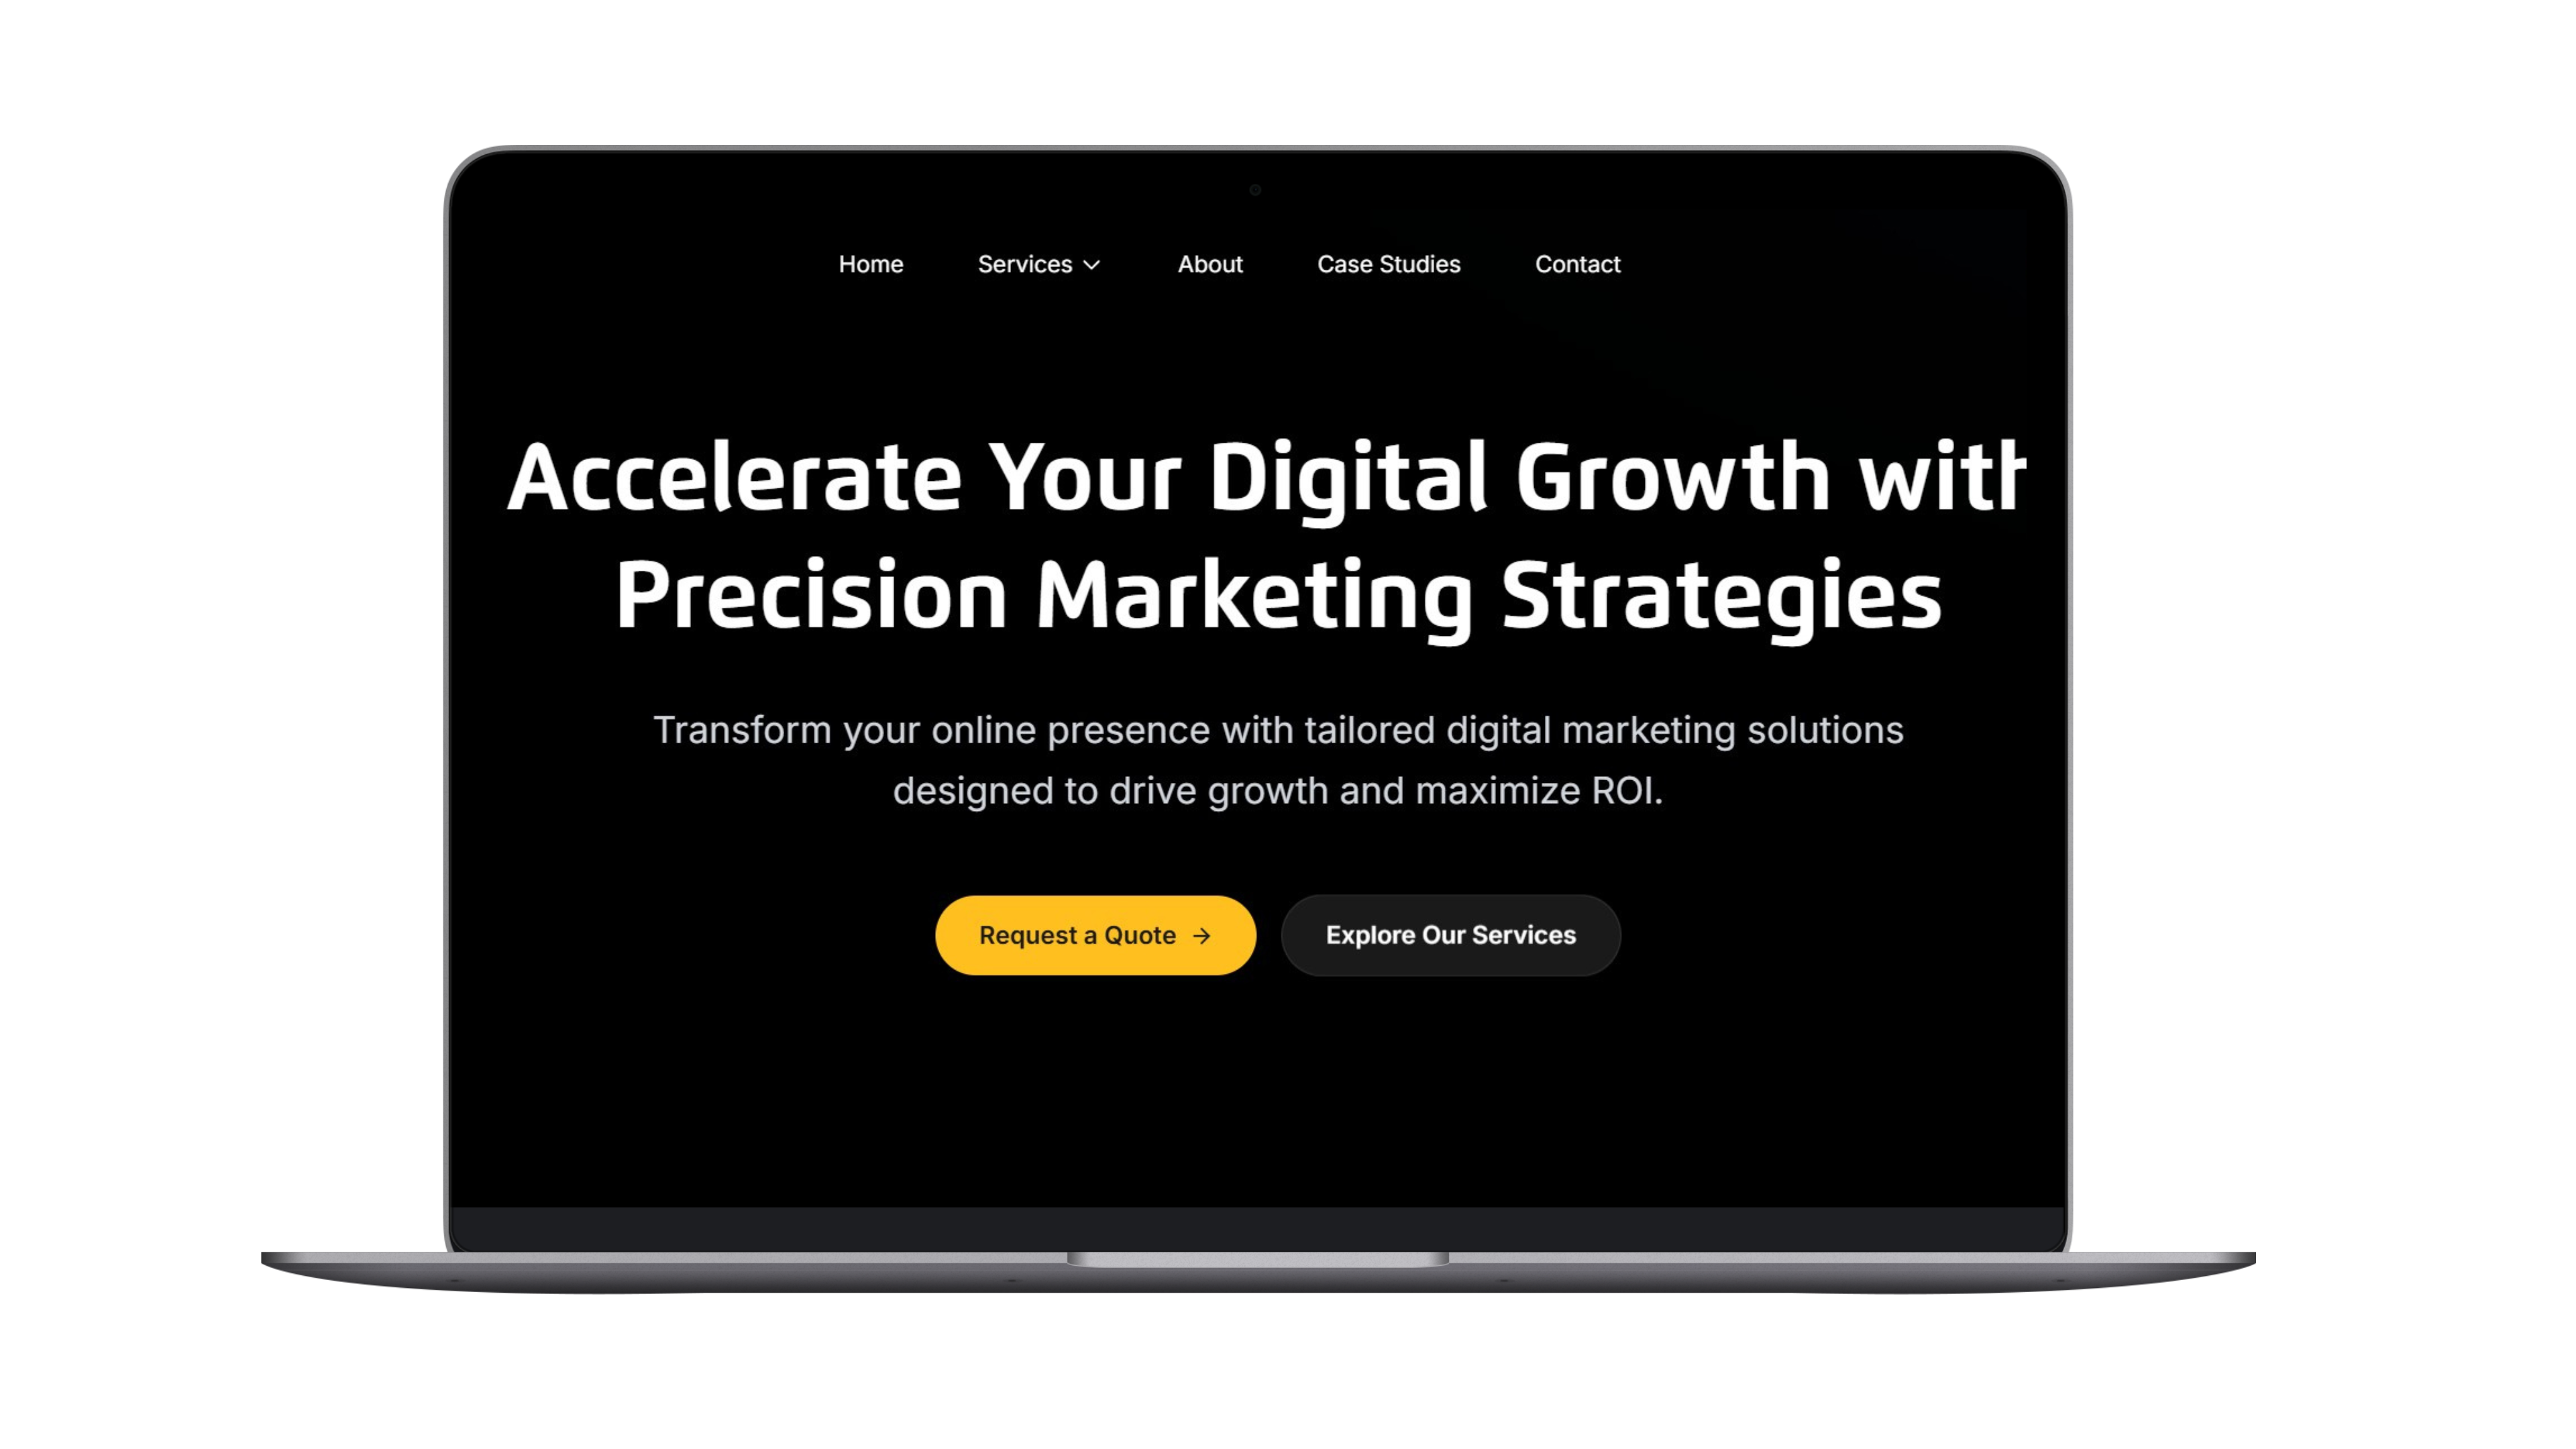 Home Services About Case Studies Contact
Accelerate Your Digital Growth with
Precision Marketing Strategies
Transform your online presence with tailored digital marketing solutions
designed to drive growth and maximize ROI.
Request a Quote → Explore Our Services